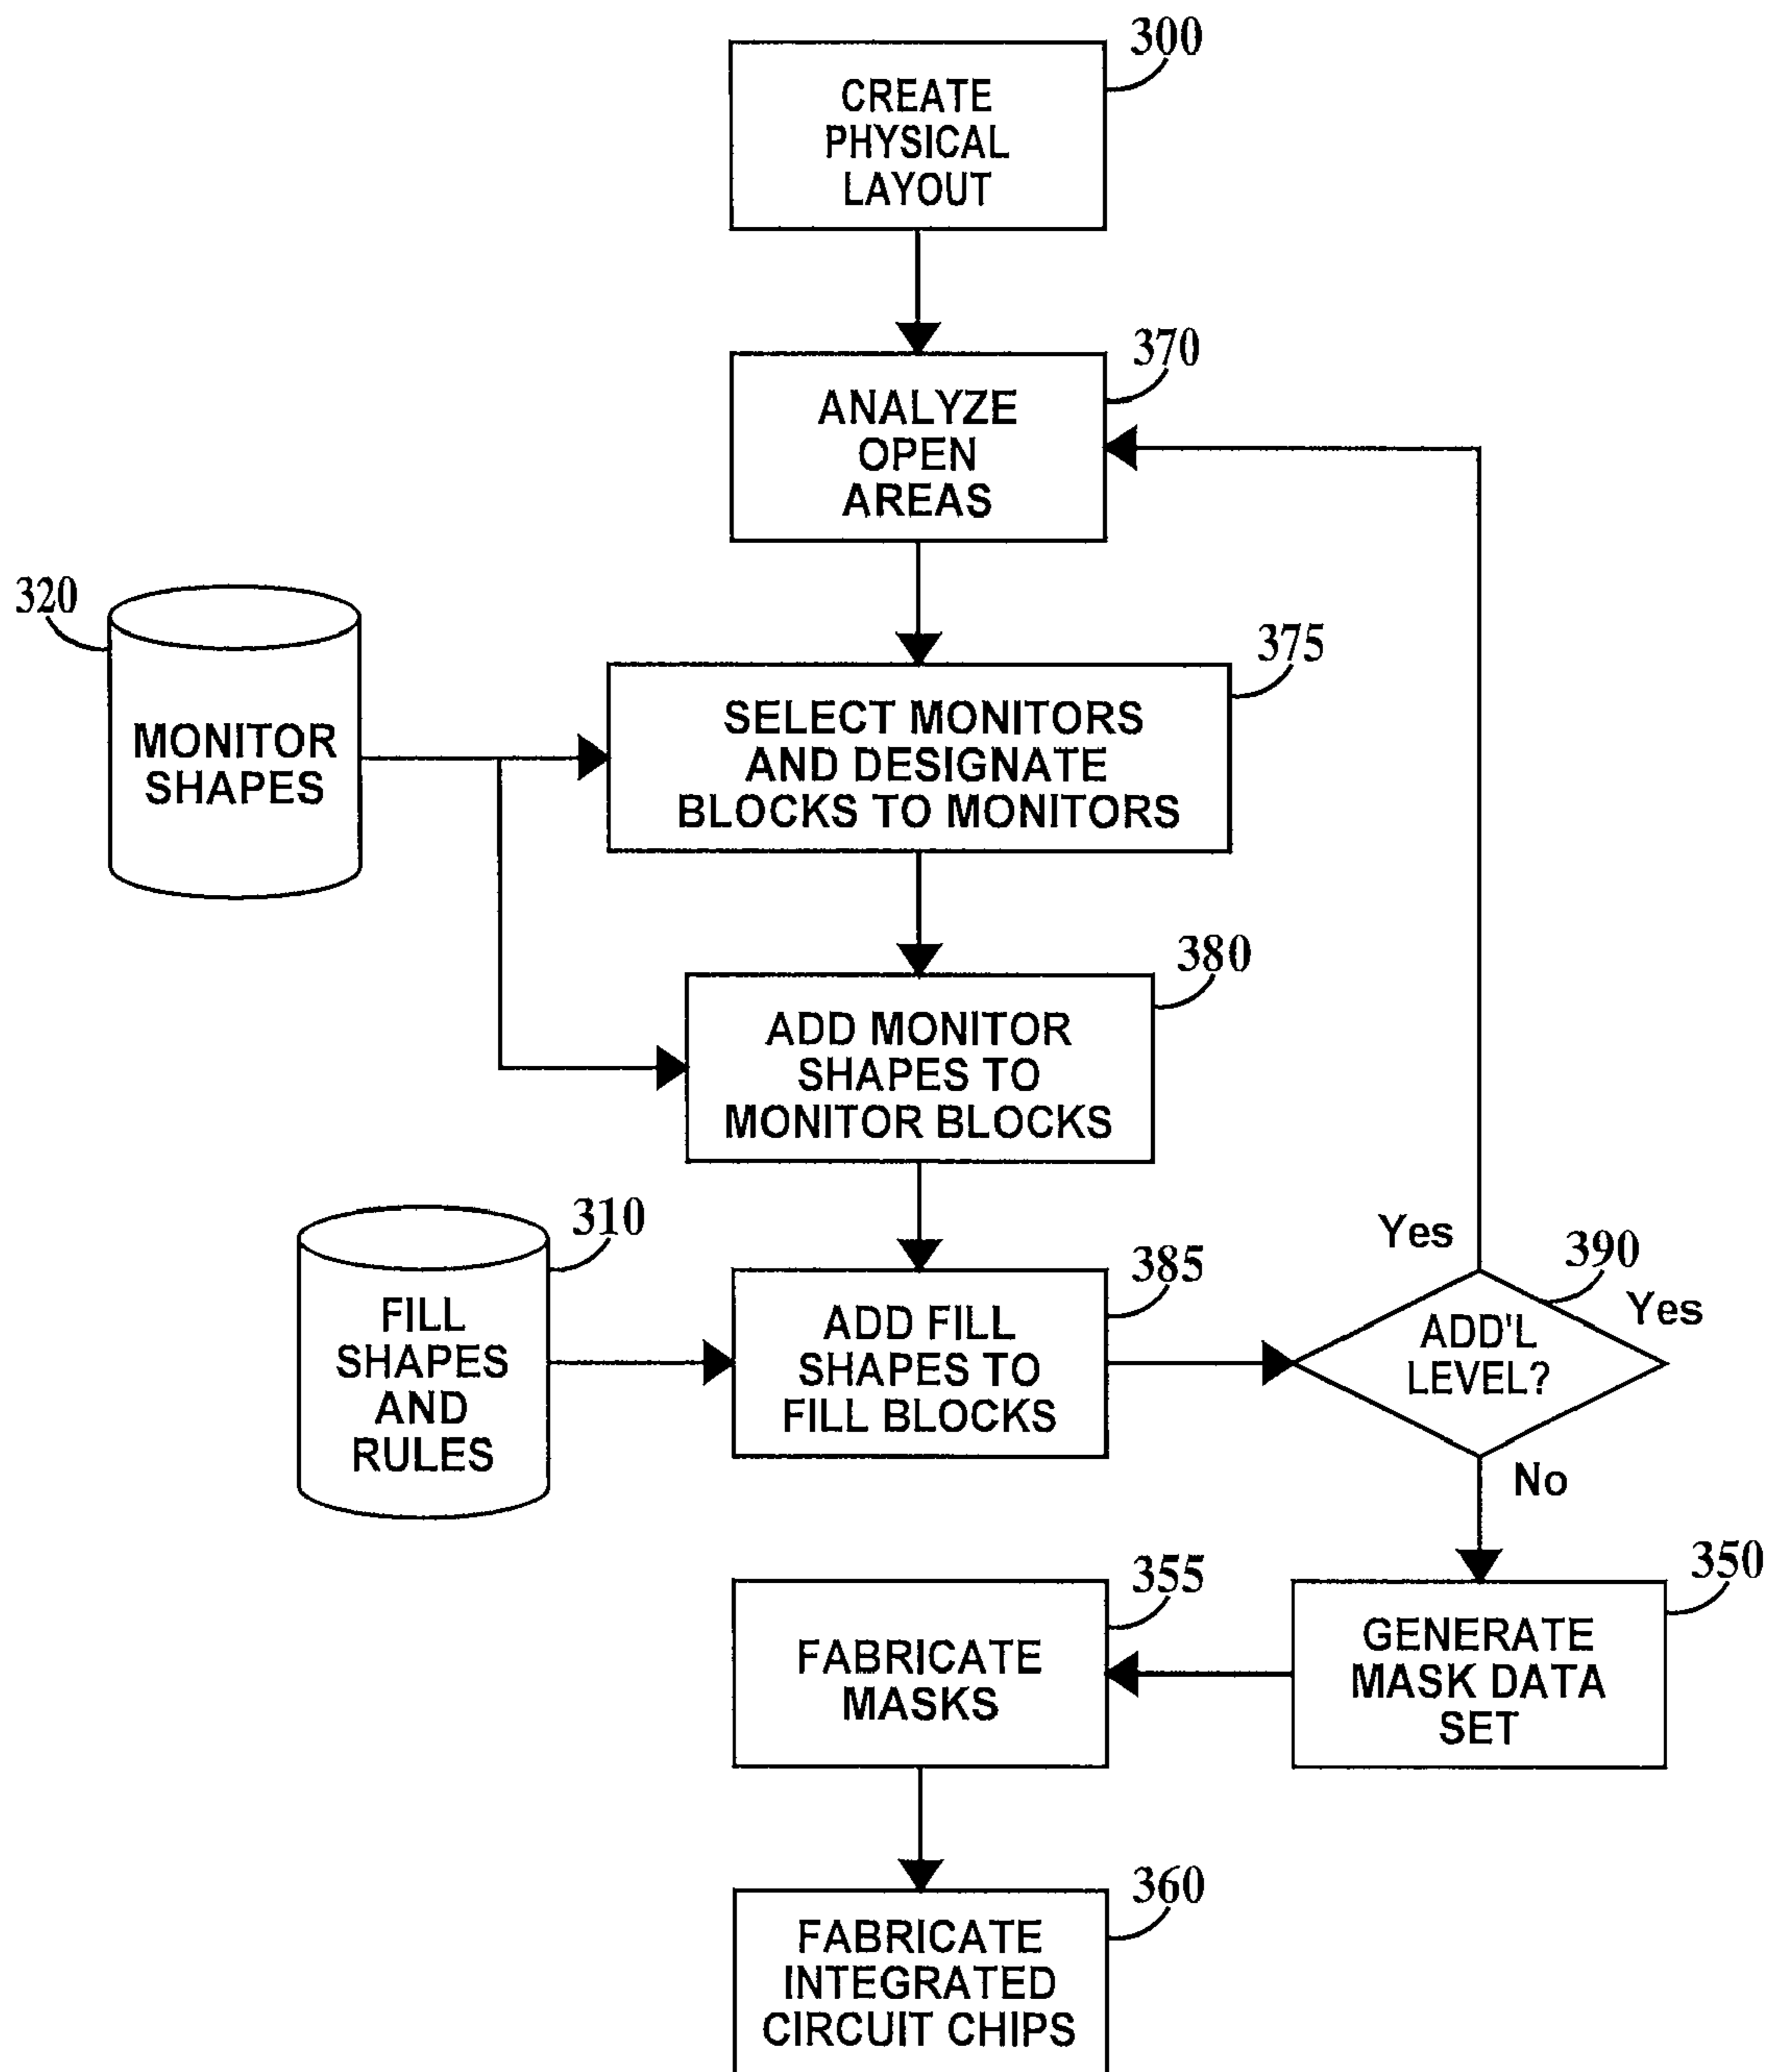 300
CREATE
PHYSICAL
LAYOUT
370
ANALYZE
OPEN
AREAS
320
MONITOR
SHAPES
375
SELECT MONITORS
AND DESIGNATE
BLOCKS TO MONITORS
380
ADD MONITOR
SHAPES TO
MONITOR BLOCKS
310
FILL
SHAPES
AND
RULES
385
ADD FILL
SHAPES TO
FILL BLOCKS
Yes
390
Yes
ADD'L
LEVEL?
No
355
FABRICATE
MASKS
350
GENERATE
MASK DATA
SET
360
FABRICATE
INTEGRATED
CIRCUIT CHIPS